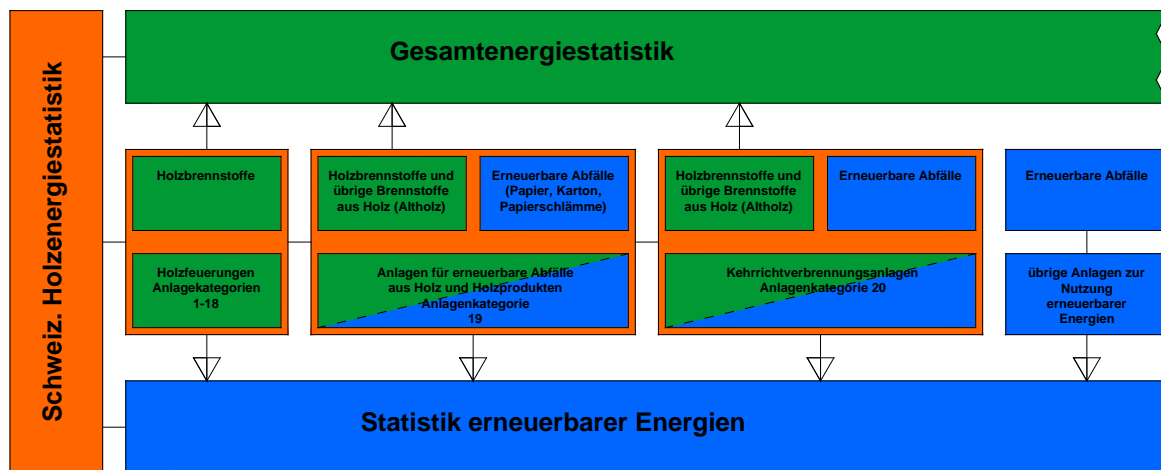 Schweiz. Holzenergiestatistik
Gesamtenergiestatistik
Holzbrennstoffe
Holzbrennstoffe und
übrige Brennstoffe
aus Holz (Altholz)
Erneuerbare Abfälle
(Papier, Karton,
Papierschlämme)
Holzbrennstoffe und
übrige Brennstoffe
aus Holz (Altholz)
Erneuerbare Abfälle
Erneuerbare Abfälle
Holzfeuerungen
Anlagekategorien
1-18
Anlagen für erneuerbare Abfälle
aus Holz und Holzprodukten
Anlagenkategorie
19
Kehrrichtverbrennungsanlagen
Anlagenkategorie 20
übrige Anlagen zur
Nutzung
erneuerbarer
Energien
Statistik erneuerbarer Energien